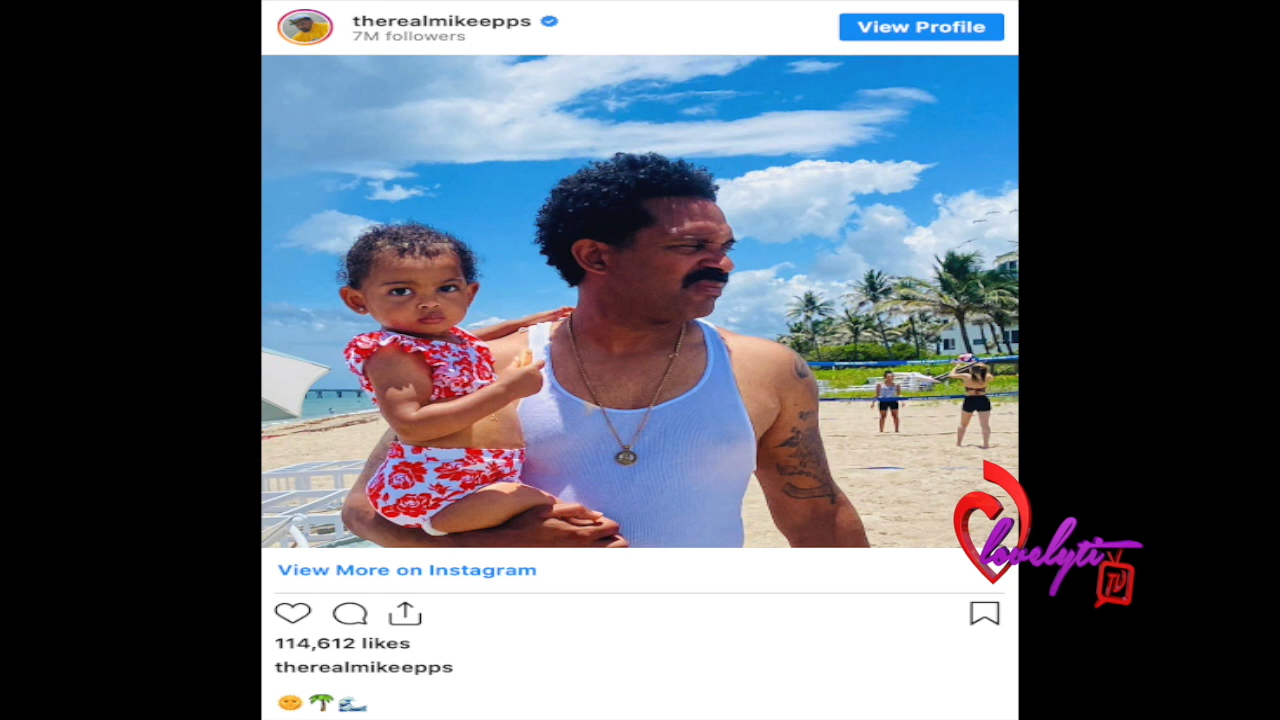 therealmikeepps
7M followers
View Profile
View More on Instagram
114,612 likes
therealmikeepps
lovelyti
TV